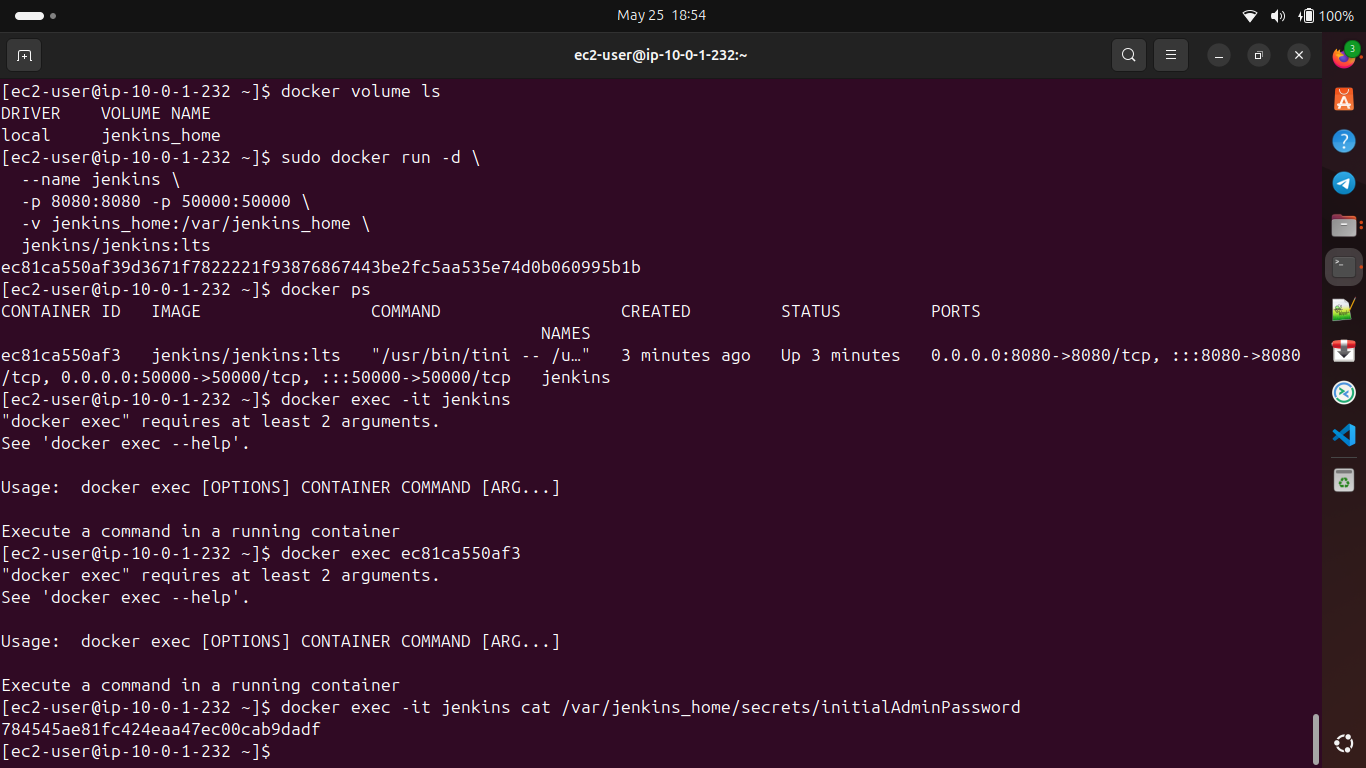 May 25  18:54
100%
ec2-user@ip-10-0-1-232:~
3
[ec2-user@ip-10-0-1-232 ~]$ docker volume ls
DRIVER    VOLUME NAME
local     jenkins_home
[ec2-user@ip-10-0-1-232 ~]$ sudo docker run -d \
  --name jenkins \
  -p 8080:8080 -p 50000:50000 \
  -v jenkins_home:/var/jenkins_home \
  jenkins/jenkins:lts
ec81ca550af39d3671f7822221f93876867443be2fc5aa535e74d0b060995b1b
[ec2-user@ip-10-0-1-232 ~]$ docker ps
CONTAINER ID   IMAGE                 COMMAND                  CREATED         STATUS         PORTS
                                                      NAMES
ec81ca550af3   jenkins/jenkins:lts   "/usr/bin/tini -- /u…"   3 minutes ago   Up 3 minutes   0.0.0.0:8080->8080/tcp, :::8080->8080
/tcp, 0.0.0.0:50000->50000/tcp, :::50000->50000/tcp   jenkins
[ec2-user@ip-10-0-1-232 ~]$ docker exec -it jenkins
"docker exec" requires at least 2 arguments.
See 'docker exec --help'.
Usage:  docker exec [OPTIONS] CONTAINER COMMAND [ARG...]
Execute a command in a running container
[ec2-user@ip-10-0-1-232 ~]$ docker exec ec81ca550af3
"docker exec" requires at least 2 arguments.
See 'docker exec --help'.
Usage:  docker exec [OPTIONS] CONTAINER COMMAND [ARG...]
Execute a command in a running container
[ec2-user@ip-10-0-1-232 ~]$ docker exec -it jenkins cat /var/jenkins_home/secrets/initialAdminPassword
784545ae81fc424eaa47ec00cab9dadf
[ec2-user@ip-10-0-1-232 ~]$